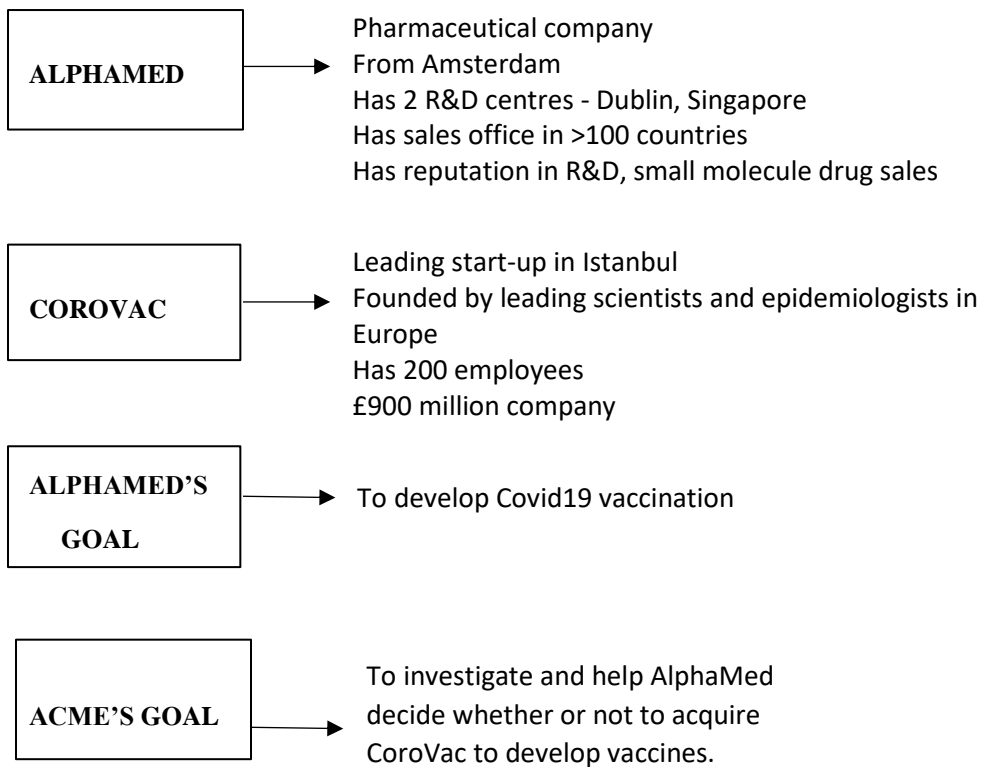 ALPHAMED
Pharmaceutical company
From Amsterdam
Has 2 R&D centres - Dublin, Singapore
Has sales office in >100 countries
Has reputation in R&D, small molecule drug sales
COROVAC
Leading start-up in Istanbul
Founded by leading scientists and epidemiologists in
Europe
Has 200 employees
£900 million company
ALPHAMED’S
GOAL
To develop Covid19 vaccination
ACME’S GOAL
To investigate and help AlphaMed
decide whether or not to acquire
CoroVac to develop vaccines.